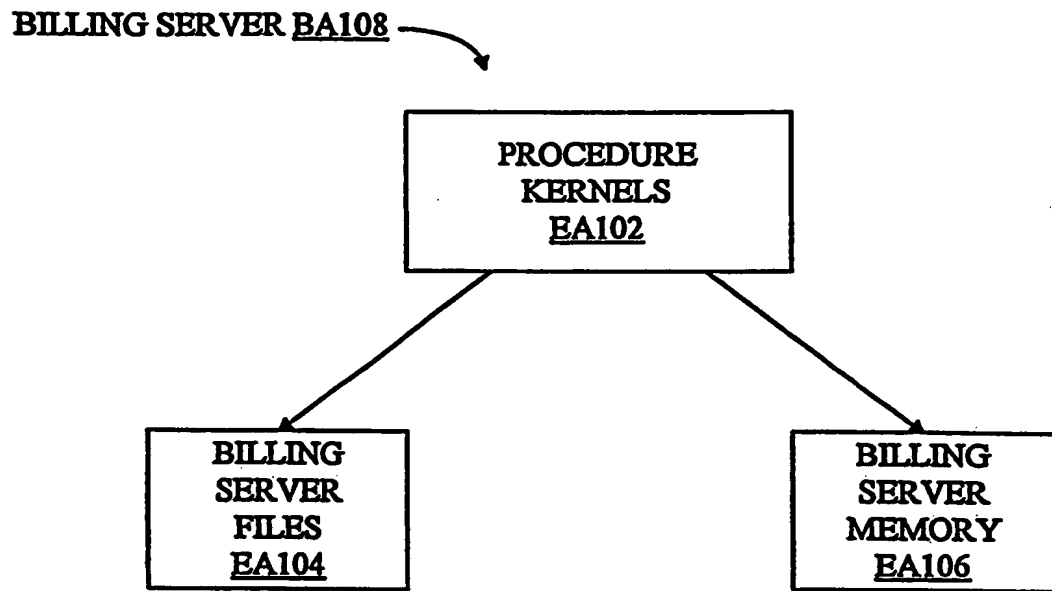 BILLING SERVER BA108
PROCEDURE
KERNELS
EA102
BILLING
SERVER
FILES
EA104
BILLING
SERVER
MEMORY
EA106